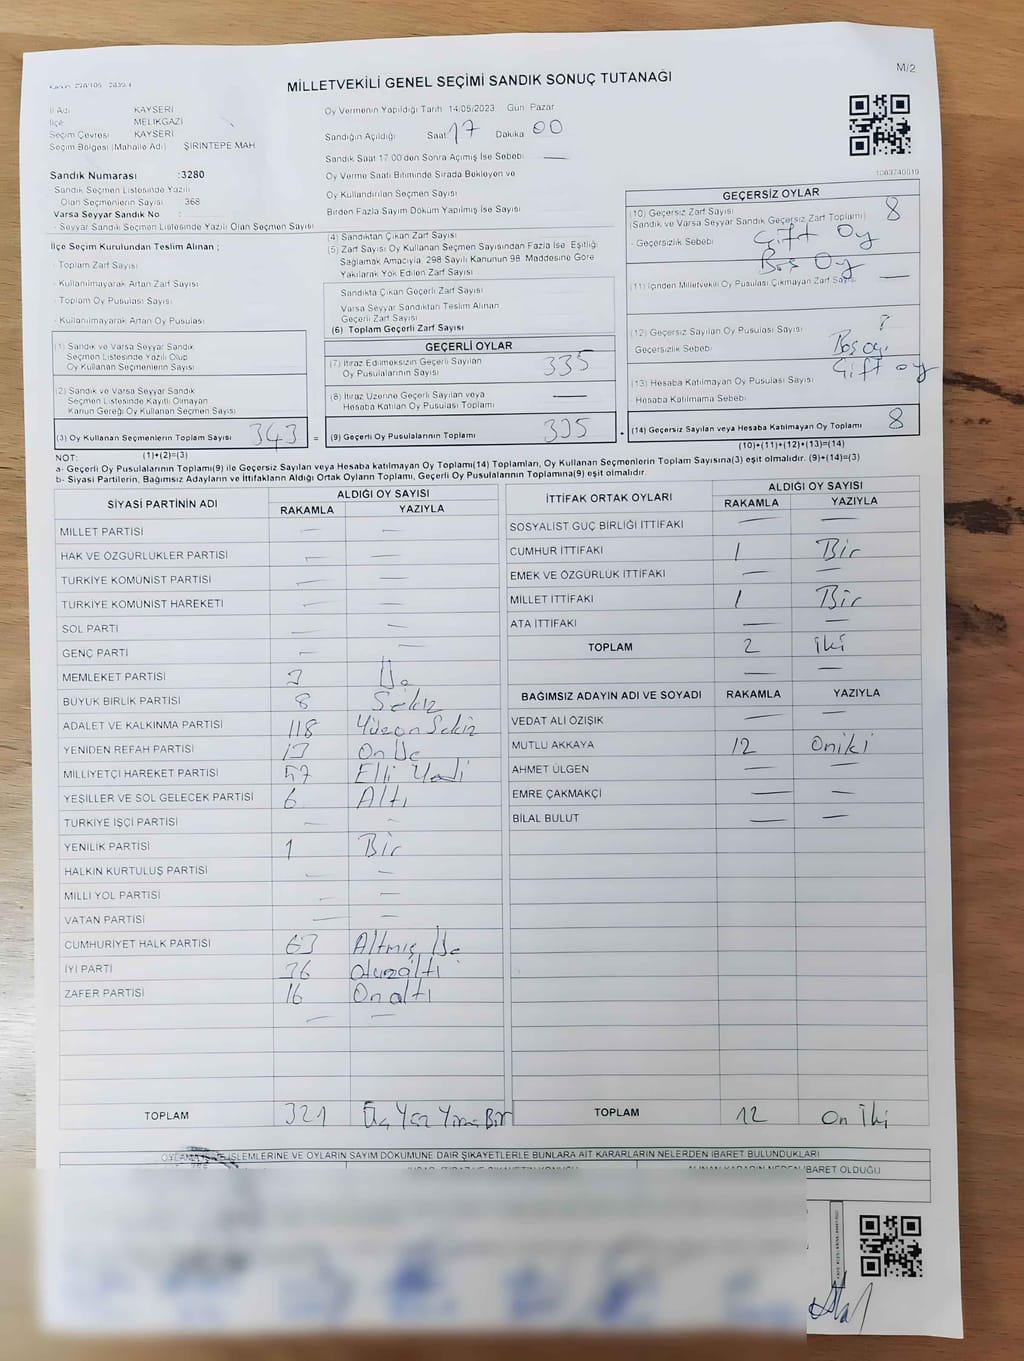 MİLLETVEKİLİ GENEL SEÇİMİ SANDIK SONUÇ TUTANAĞI
M/2
İl Adı KAYSERİ
İlçe MELİKGAZİ
Seçim Çevresi KAYSERİ
Seçim Bölgesi (Mahalle Adı) ŞİRİNTEPE MAH
Sandık Numarası :3280
Sandık Seçmen Listesinde Yazılı
Olan Seçmenlerin Sayısı 368
Varsa Seyyar Sandık No :
- Seyyar Sandık Seçmen Listesinde Yazılı Olan Seçmen Sayısı
Oy Vermenin Yapıldığı Tarih 14/05/2023 Gün Pazar
Sandığın Açıldığı Saat 17 Dakika 00
Sandık Saat 17 00'den Sonra Açımış İse Sebebi —
Oy Verme Saati Bitiminde Sırada Bekleyen ve
Oy Kullandırılan Seçmen Sayısı
Birden Fazla Sayım Döküm Yapılmış İse Sayısı
İlçe Seçim Kurulundan Teslim Alınan ;
- Toplam Zarf Sayısı
- Kullanılmayarak Artan Zarf Sayısı
- Toplam Oy Pusulası Sayısı
- Kullanılmayarak Artan Oy Pusulası
(1) Sandık ve Varsa Seyyar Sandık
Seçmen Listesinde Yazılı Olup
Oy Kullanan Seçmenlerin Sayısı
(2) Sandık ve Varsa Seyyar Sandık
Seçmen Listesinde Kayıtlı Olmayan
Kanun Gereği Oy Kullanan Seçmen Sayısı
(3) Oy Kullanan Seçmenlerin Toplam Sayısı 343 =
(1)+(2)=(3)
(4) Sandıktan Çıkan Zarf Sayısı
(5) Zarf Sayısı Oy Kullanan Seçmen Sayısından Fazla İse Eşitliği
Sağlamak Amacıyla, 298 Sayılı Kanunun 98. Maddesine Göre
Yakılarak Yok Edilen Zarf Sayısı
Sandıkta Çıkan Geçerli Zarf Sayısı
Varsa Seyyar Sandıktan Teslim Alınan
Geçerli Zarf Sayısı
(6) Toplam Geçerli Zarf Sayısı
GEÇERLİ OYLAR
(7) İtiraz Edilmeksizin Geçerli Sayılan
Oy Pusulalarının Sayısı 335
(8) İtiraz Üzerine Geçerli Sayılan veya
Hesaba Katılan Oy Pusulası Toplamı —
(9) Geçerli Oy Pusulalarının Toplamı 335 +
GEÇERSİZ OYLAR
(10) Geçersiz Zarf Sayısı 8
(Sandık ve Varsa Seyyar Sandık Geçersiz Zarf Toplamı)
- Geçersizlik Sebebi Çift Oy
Boş Oy
(11) İçinden Milletvekili Oy Pusulası Çıkmayan Zarf Sayısı —
(12) Geçersiz Sayılan Oy Pusulası Sayısı
Geçersizlik Sebebi Boş oy
Çift oy
(13) Hesaba Katılmayan Oy Pusulası Sayısı
- Hesaba Katılmama Sebebi
(14) Geçersiz Sayılan veya Hesaba Katılmayan Oy Toplamı 8
(10)+(11)+(12)+(13)=(14)
NOT:
a- Geçerli Oy Pusulalarının Toplamı(9) ile Geçersiz Sayılan veya Hesaba katılmayan Oy Toplamı(14) Toplamları, Oy Kullanan Seçmenlerin Toplam Sayısına(3) eşit olmalıdır. (9)+(14)=(3)
b- Siyasi Partilerin, Bağımsız Adayların ve İttifakların Aldığı Ortak Oyların Toplamı, Geçerli Oy Pusulalarının Toplamına(9) eşit olmalıdır.
SİYASİ PARTİNİN ADI ALDIĞI OY SAYISI
RAKAMLA YAZIYLA
MİLLET PARTİSİ — —
HAK VE ÖZGÜRLÜKLER PARTİSİ — —
TÜRKİYE KOMÜNİST PARTİSİ — —
TÜRKİYE KOMÜNİST HAREKETİ — —
SOL PARTİ — —
GENÇ PARTİ — —
MEMLEKET PARTİSİ 3 Üç
BÜYÜK BİRLİK PARTİSİ 8 Sekiz
ADALET VE KALKINMA PARTİSİ 118 Yüzon Sekiz
YENİDEN REFAH PARTİSİ 13 On Üç
MİLLİYETÇİ HAREKET PARTİSİ 57 Elli Yedi
YEŞİLLER VE SOL GELECEK PARTİSİ 6 Altı
TÜRKİYE İŞÇİ PARTİSİ — —
YENİLİK PARTİSİ 1 Bir
HALKIN KURTULUŞ PARTİSİ — —
MİLLİ YOL PARTİSİ — —
VATAN PARTİSİ — —
CUMHURİYET HALK PARTİSİ 63 Altmış Üç
İYİ PARTİ 36 otuzaltı
ZAFER PARTİSİ 16 On altı
— —
TOPLAM 321 Üç Yüz Yirmi Bir
İTTİFAK ORTAK OYLARI ALDIĞI OY SAYISI
RAKAMLA YAZIYLA
SOSYALİST GÜÇ BİRLİĞİ İTTİFAKI — —
CUMHUR İTTİFAKI 1 Bir
EMEK VE ÖZGÜRLÜK İTTİFAKI — —
MİLLET İTTİFAKI 1 Bir
ATA İTTİFAKI — —
TOPLAM 2 iki
— —
BAĞIMSIZ ADAYIN ADI VE SOYADI RAKAMLA YAZIYLA
VEDAT ALİ ÖZIŞIK — —
MUTLU AKKAYA 12 Oniki
AHMET ÜLGEN — —
EMRE ÇAKMAKÇI — —
BİLAL BULUT — —
TOPLAM 12 On İki
İŞLEMLERİNE VE OYLARIN SAYIM DÖKÜMÜNE DAİR ŞİKAYETLERLE BUNLARA AİT KARARLARIN NELERDEN İBARET BULUNDUKLARI
ALINAN KARARIN NEDEN İBARET OLDUĞU